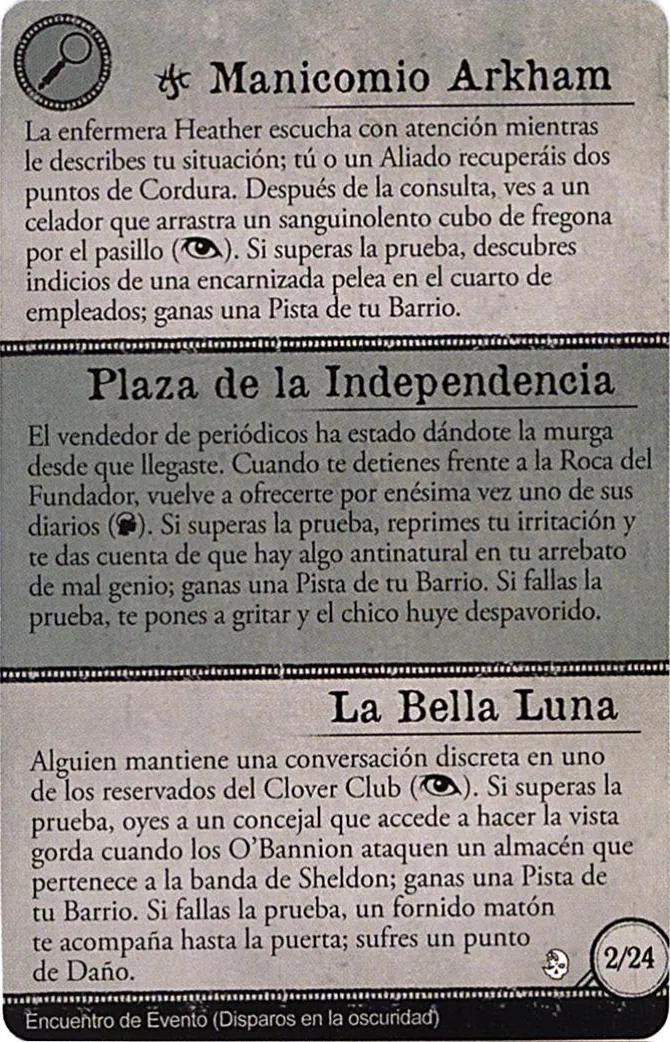 Manicomio Arkham
La enfermera Heather escucha con atención mientras
le describes tu situación; tú o un Aliado recuperáis dos
puntos de Cordura. Después de la consulta, ves a un
celador que arrastra un sanguinolento cubo de fregona
por el pasillo (). Si superas la prueba, descubres
indicios de una encarnizada pelea en el cuarto de
empleados; ganas una Pista de tu Barrio.
Plaza de la Independencia
El vendedor de periódicos ha estado dándote la murga
desde que llegaste. Cuando te detienes frente a la Roca del
Fundador, vuelve a ofrecerte por enésima vez uno de sus
diarios (). Si superas la prueba, reprimes tu irritación y
te das cuenta de que hay algo antinatural en tu arrebato
de mal genio; ganas una Pista de tu Barrio. Si fallas la
prueba, te pones a gritar y el chico huye despavorido.
La Bella Luna
Alguien mantiene una conversación discreta en uno
de los reservados del Clover Club (). Si superas la
prueba, oyes a un concejal que accede a hacer la vista
gorda cuando los O'Bannion ataquen un almacén que
pertenece a la banda de Sheldon; ganas una Pista de
tu Barrio. Si fallas la prueba, un fornido matón
te acompaña hasta la puerta; sufres un punto
de Daño.
2/24
Encuentro de Evento (Disparos en la oscuridad)